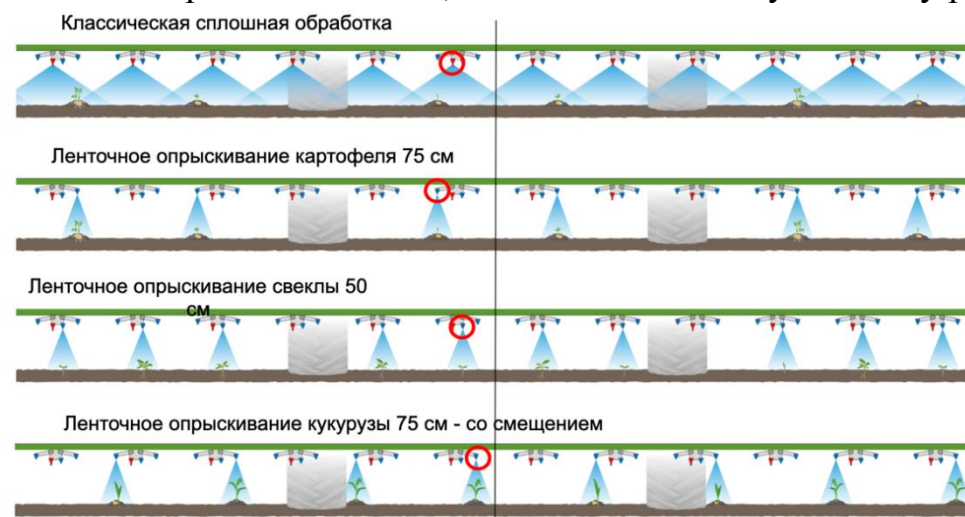 Классическая сплошная обработка
Ленточное опрыскивание картофеля 75 см
Ленточное опрыскивание свеклы 50
см
Ленточное опрыскивание кукурузы 75 см - со смещением